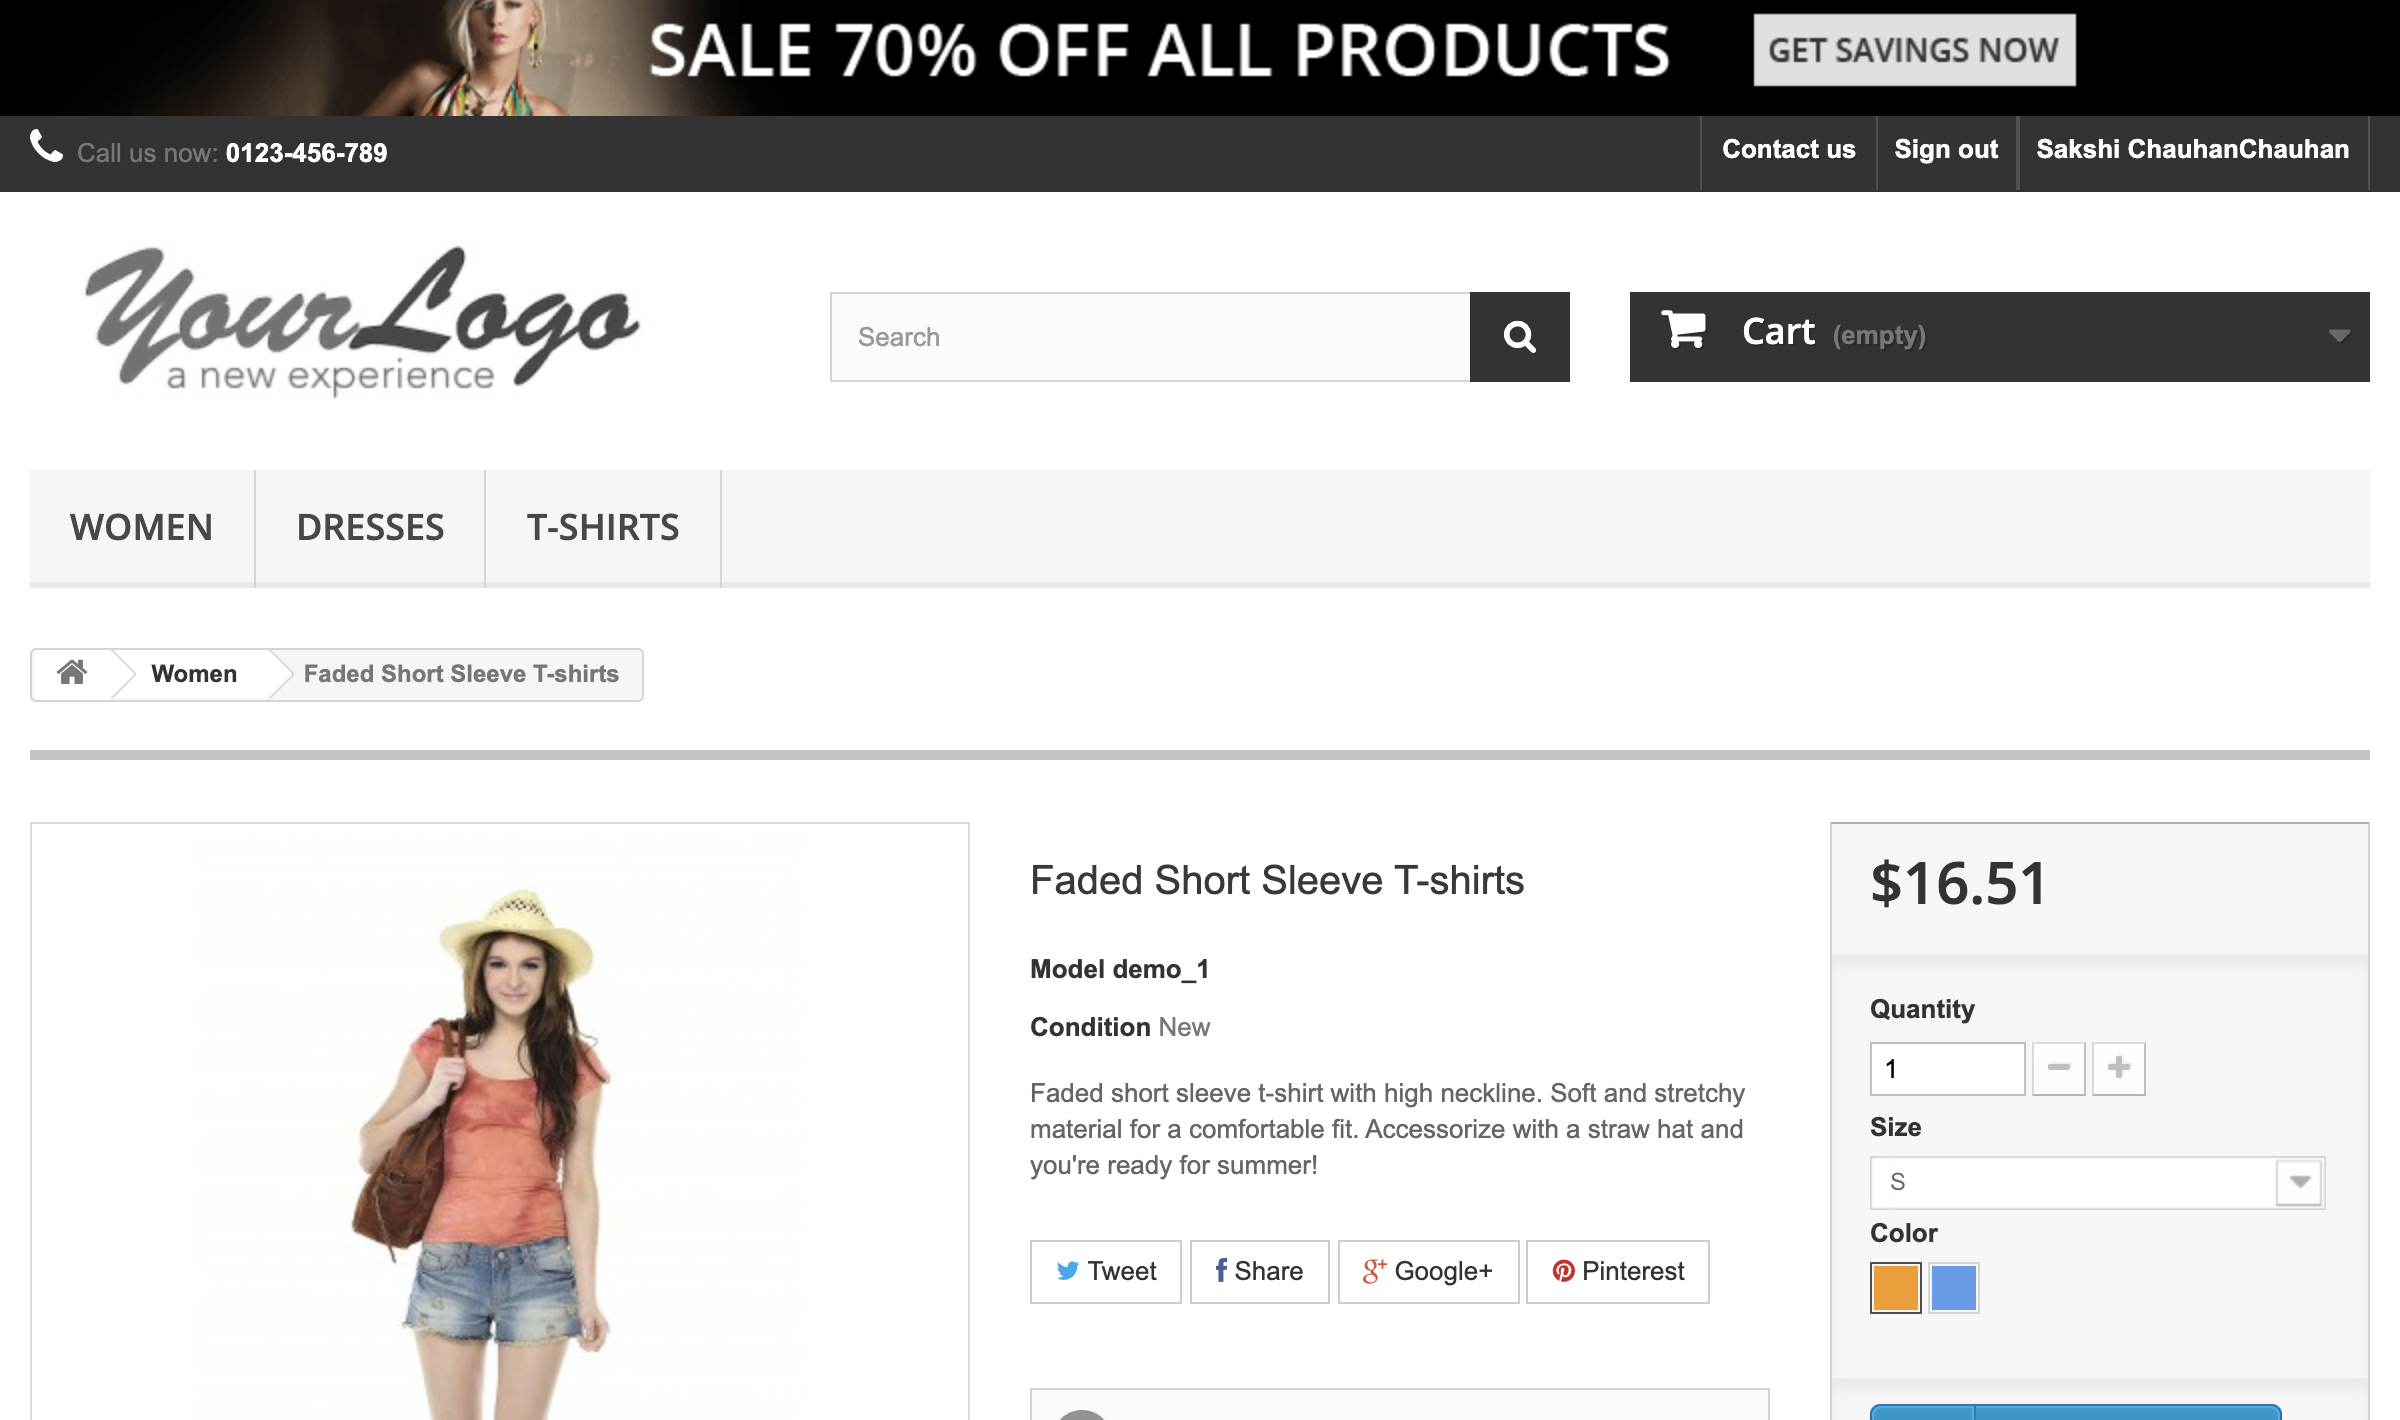 SALE 70% OFF ALL PRODUCTS
GET SAVINGS NOW
Call us now: 0123-456-789
Contact us
Sign out
Sakshi ChauhanChauhan
YourLogo
a new experience
Search
Cart (empty)
WOMEN
DRESSES
T-SHIRTS
Women
Faded Short Sleeve T-shirts
Faded Short Sleeve T-shirts
Model demo_1
Condition New
Faded short sleeve t-shirt with high neckline. Soft and stretchy
material for a comfortable fit. Accessorize with a straw hat and
you're ready for summer!
Tweet
Share
Google+
Pinterest
$16.51
Quantity
1
Size
S
Color